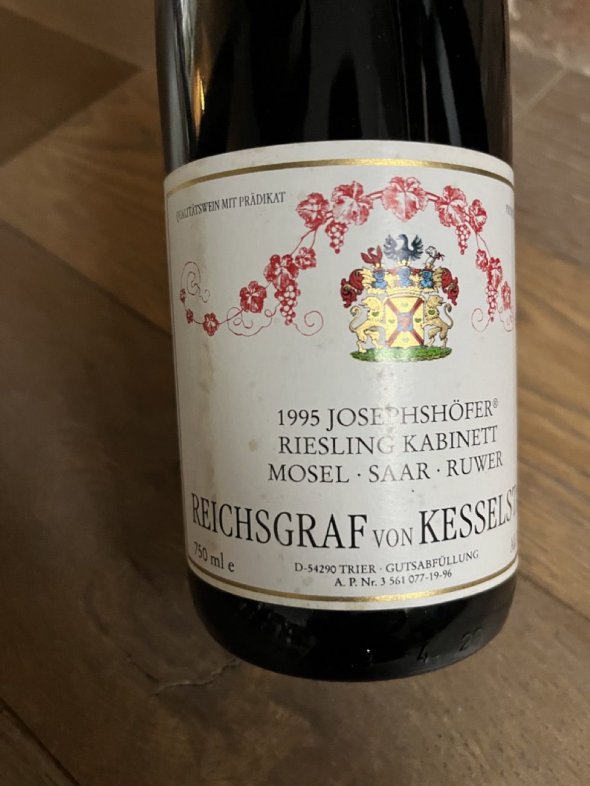 QUALITÄTSWEIN MIT PRÄDIKAT
1995 JOSEPHSHÖFER®
RIESLING KABINETT
MOSEL · SAAR · RUWER
REICHSGRAF VON KESSELST
750 ml e
D-54290 TRIER · GUTSABFÜLLUNG
A. P. Nr. 3 561 077-19-96